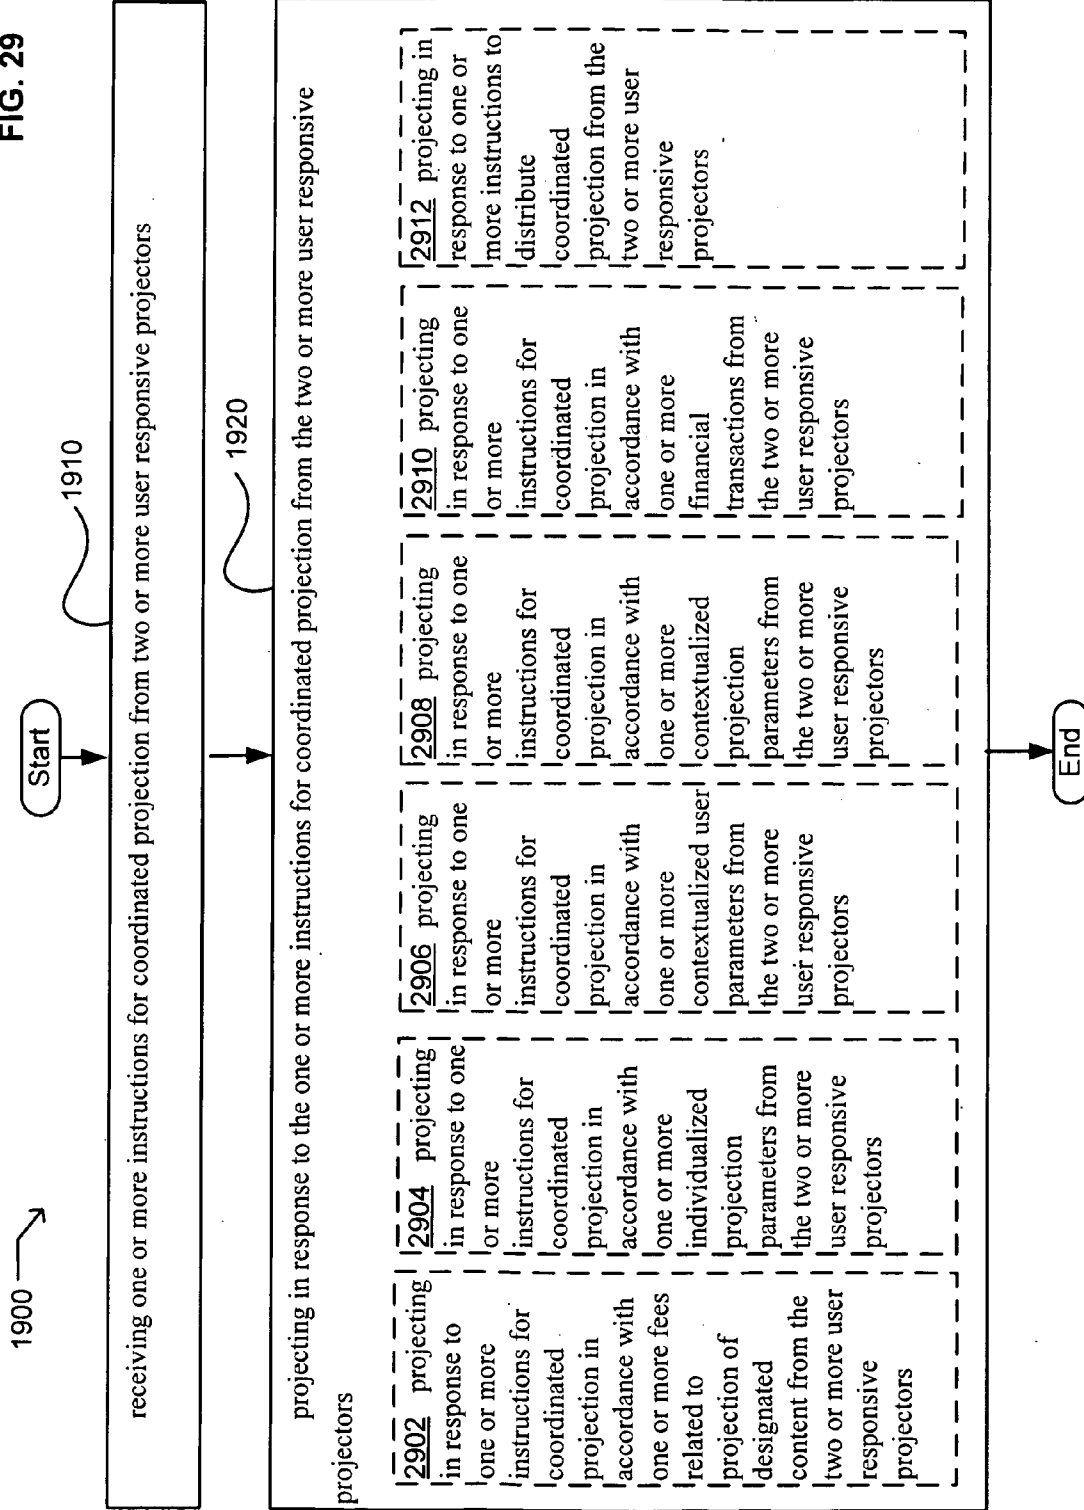 FIG. 29
1900
Start
1910
receiving one or more instructions for coordinated projection from two or more user responsive projectors
1920
projecting in response to the one or more instructions for coordinated projection from the two or more user responsive
projectors
2902 projecting
in response to
one or more
instructions for
coordinated
projection in
accordance with
one or more fees
related to
projection of
designated
content from the
two or more user
responsive
projectors
2904 projecting
in response to one
or more
instructions for
coordinated
projection in
accordance with
one or more
individualized
projection
parameters from
the two or more
user responsive
projectors
2906 projecting
in response to one
or more
instructions for
coordinated
projection in
accordance with
one or more
contextualized user
parameters from
the two or more
user responsive
projectors
2908 projecting
in response to one
or more
instructions for
coordinated
projection in
accordance with
one or more
contextualized
projection
parameters from
the two or more
user responsive
projectors
2910 projecting
in response to one
or more
instructions for
coordinated
projection in
accordance with
one or more
financial
transactions from
the two or more
user responsive
projectors
2912 projecting in
response to one or
more instructions to
distribute
coordinated
projection from the
two or more user
responsive
projectors
End